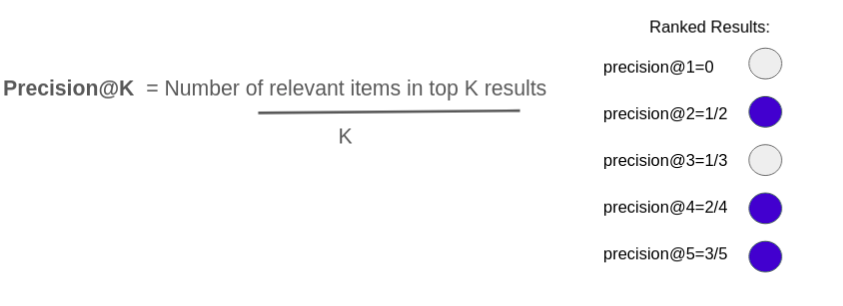 Ranked Results:
precision@1=0
Precision@K = Number of relevant items in top K results
K
precision@2=1/2
precision@3=1/3
precision@4=2/4
precision@5=3/5